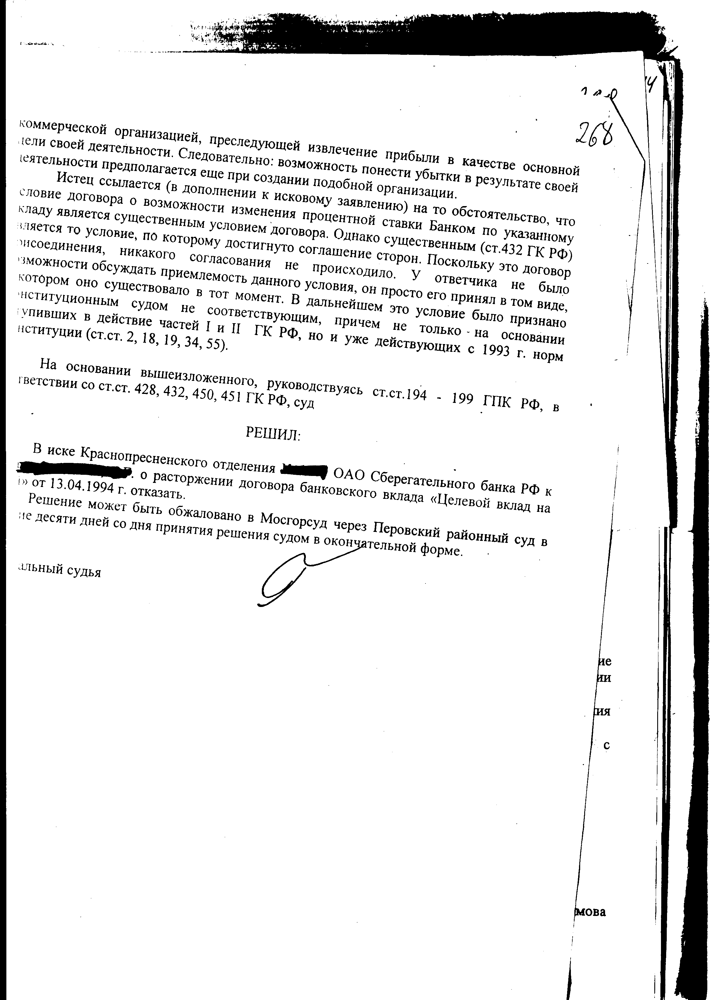 268
коммерческой организацией, преследующей извлечение прибыли в качестве основной
цели своей деятельности. Следовательно: возможность понести убытки в результате своей
деятельности предполагается еще при создании подобной организации.
Истец ссылается (в дополнении к исковому заявлению) на то обстоятельство, что
словие договора о возможности изменения процентной ставки Банком по указанному
кладу является существенным условием договора. Однако существенным (ст.432 ГК РФ)
вляется то условие, по которому достигнуто соглашение сторон. Поскольку это договор
рисоединения, никакого согласования не происходило. У ответчика не было
озможности обсуждать приемлемость данного условия, он просто его принял в том виде,
котором оно существовало в тот момент. В дальнейшем это условие было признано
онституционным судом не соответствующим, причем не только - на основании
тупивших в действие частей I и II ГК РФ, но и уже действующих с 1993 г. норм
нституции (ст.ст. 2, 18, 19, 34, 55).
На основании вышеизложенного, руководствуясь ст.ст.194 - 199 ГПК РФ, в
тветствии со ст.ст. 428, 432, 450, 451 ГК РФ, суд
РЕШИЛ:
В иске Краснопресненского отделения ОАО Сберегательного банка РФ к
. о расторжении договора банковского вклада «Целевой вклад на
» от 13.04.1994 г. отказать.
Решение может быть обжаловано в Мосгорсуд через Перовский районный суд в
ие десяти дней со дня принятия решения судом в окончательной форме.
альный судья
ие
ии
ия
с
мова